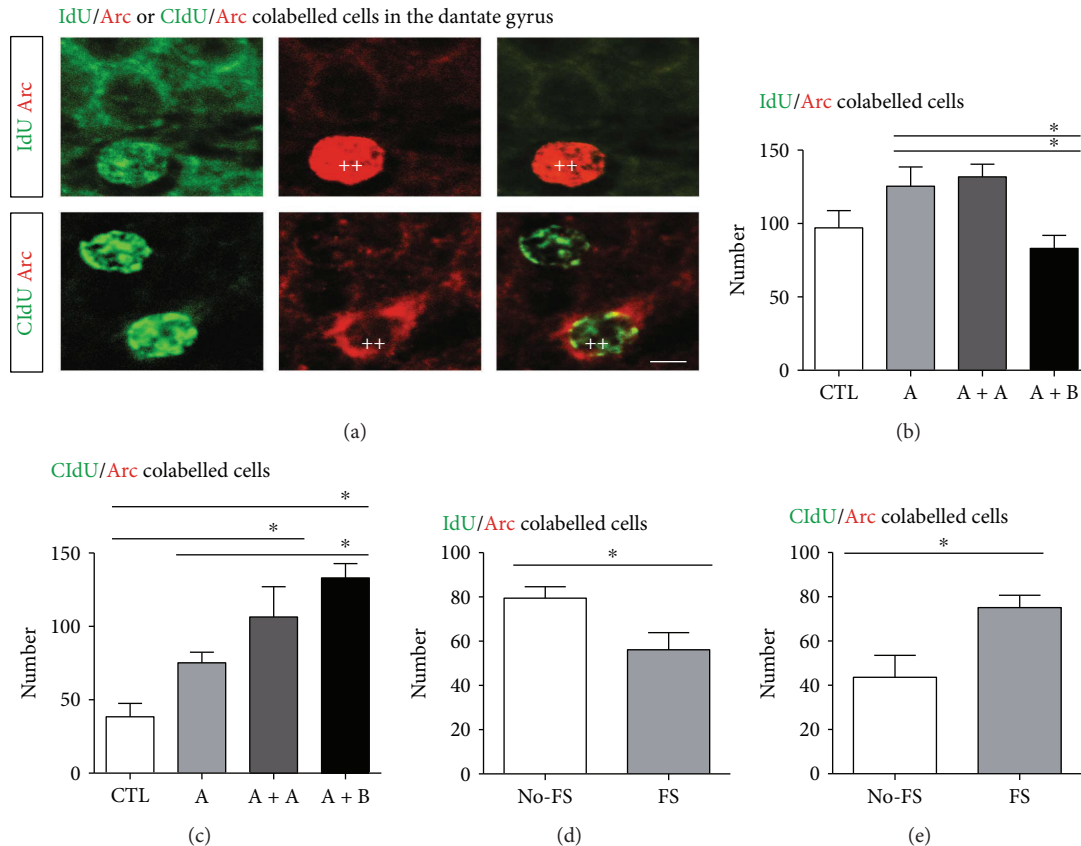 IdU/Arc or CIdU/Arc colabelled cells in the dantate gyrus
IdU Arc
++
++
CIdU Arc
++
++
(a)
IdU/Arc colabelled cells
*
*
Number
150
100
50
0
CTL A A + A A + B
(b)
CIdU/Arc colabelled cells
*
*
*
Number
150
100
50
0
CTL A A + A A + B
(c)
IdU/Arc colabelled cells
*
Number
100
80
60
40
20
0
No-FS FS
(d)
CIdU/Arc colabelled cells
*
Number
100
80
60
40
20
0
No-FS FS
(e)